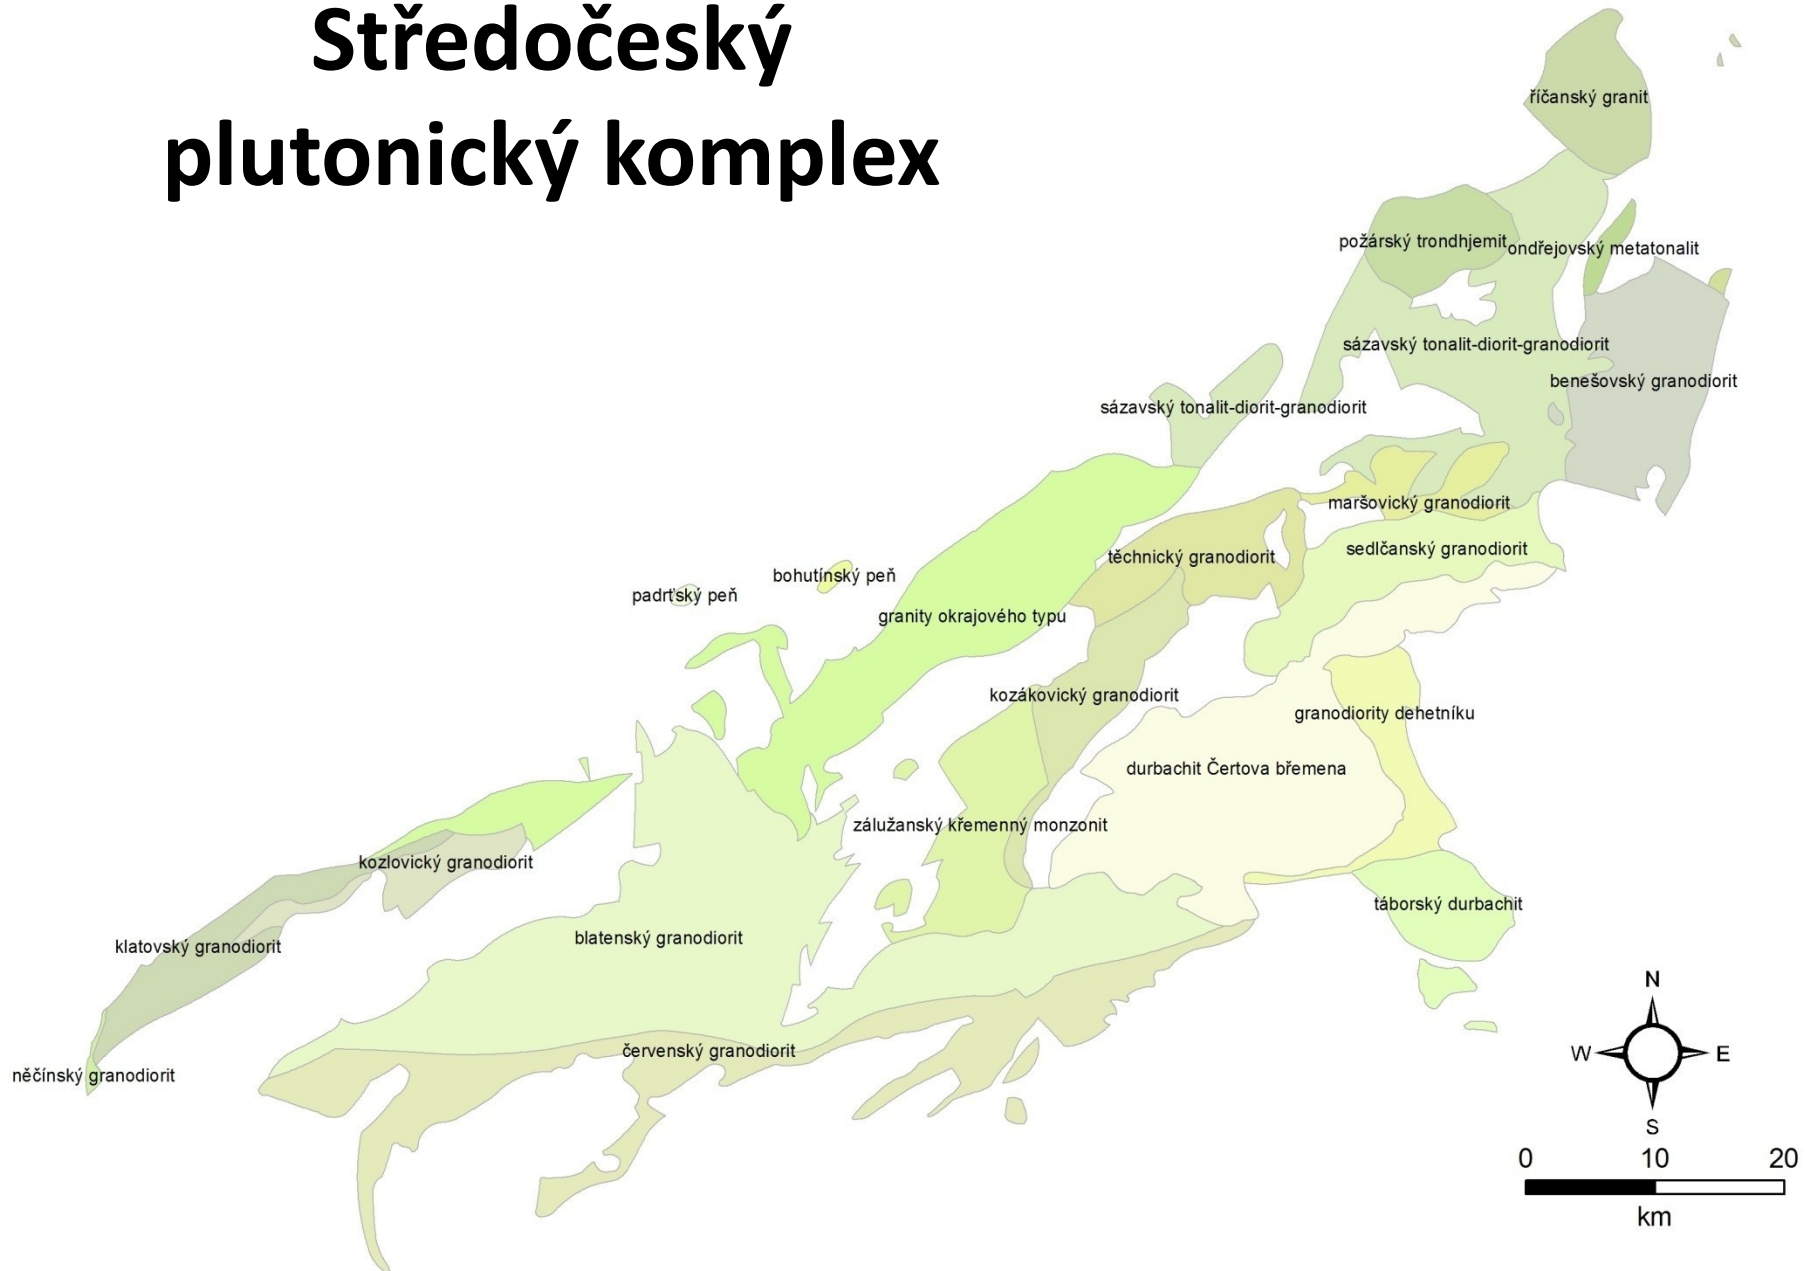 Středočeský
plutonický komplex
říčanský granit
požárský trondhjemit
ondřejovský metatonalit
sázavský tonalit-diorit-granodiorit
benešovský granodiorit
sázavský tonalit-diorit-granodiorit
maršovický granodiorit
sedlčanský granodiorit
těchnický granodiorit
bohutínský peň
padrťský peň
granity okrajového typu
kozákovický granodiorit
granodiority dehetníku
durbachit Čertova břemena
zálužanský křemenný monzonit
kozlovický granodiorit
táborský durbachit
blatenský granodiorit
klatovský granodiorit
červenský granodiorit
něčínský granodiorit
N
W
E
S
0 10 20
km